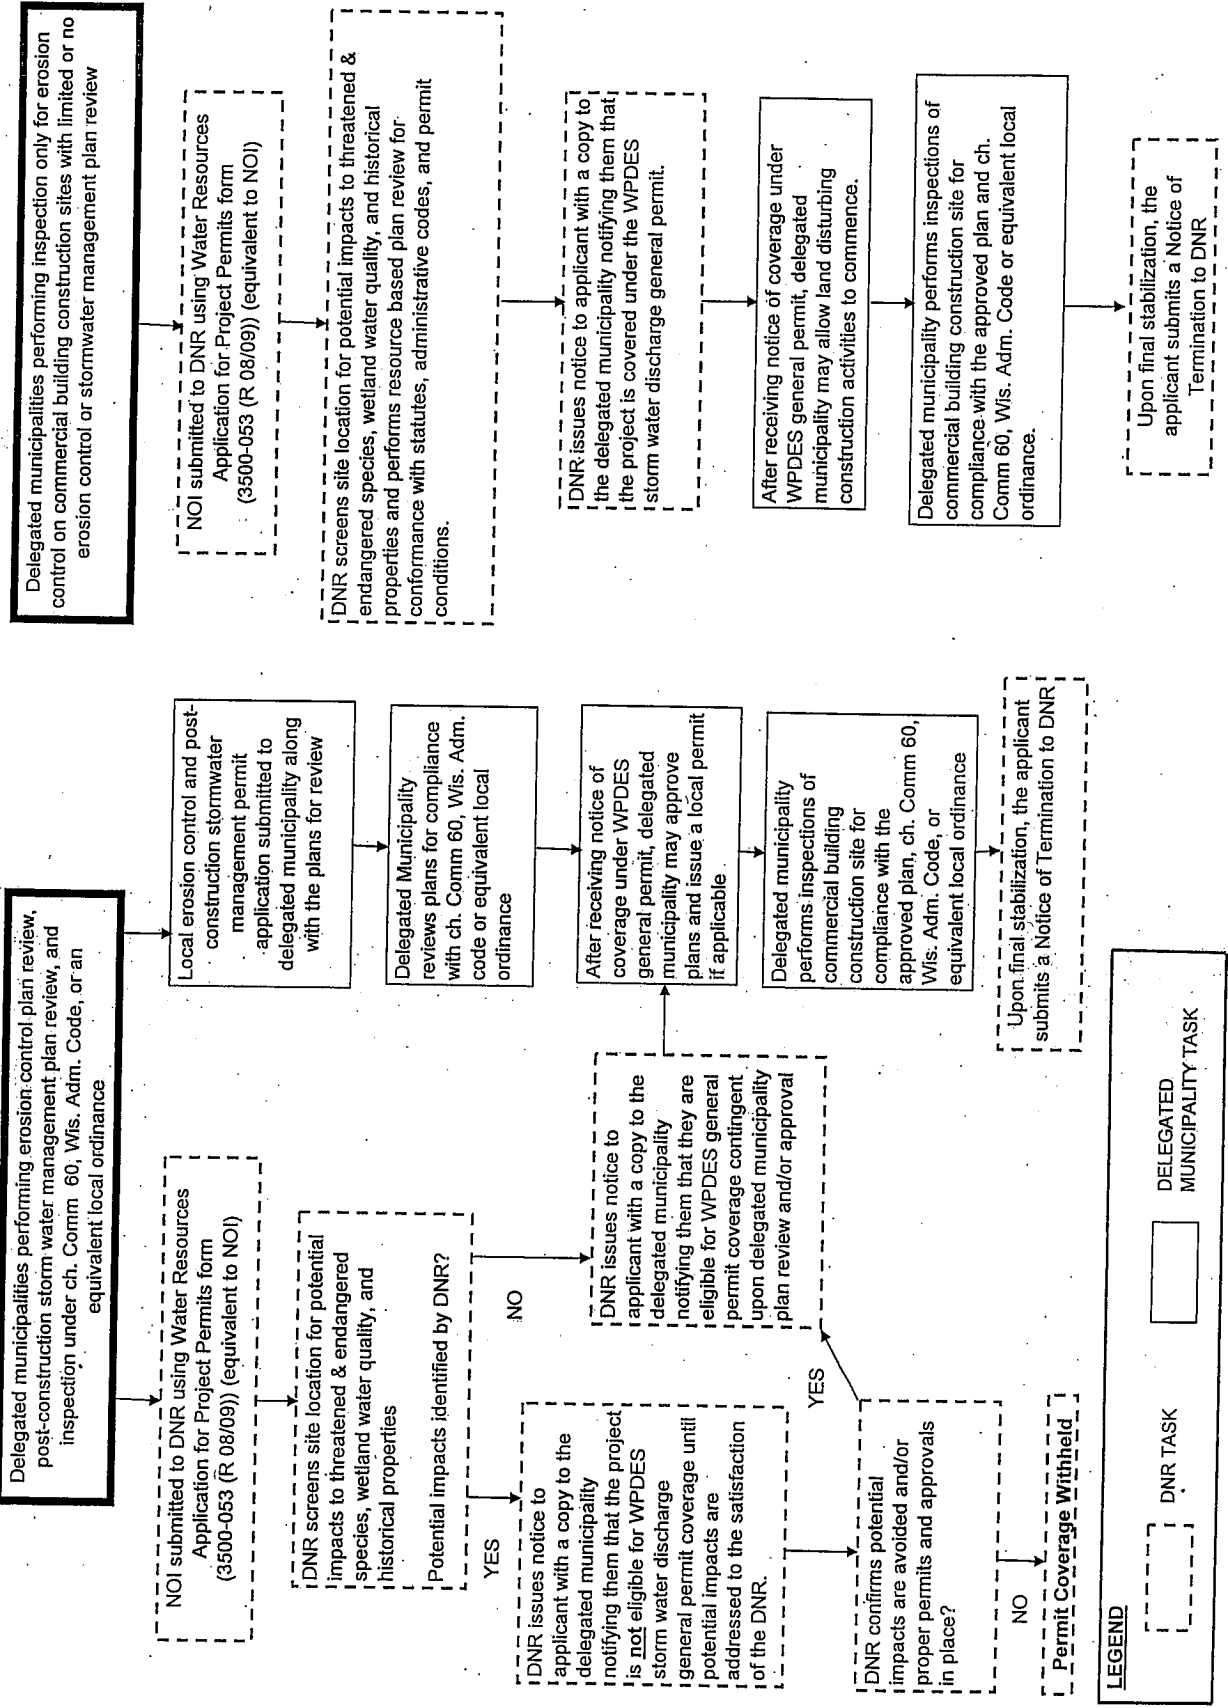 Delegated municipalities performing erosion control plan review,
post-construction storm water management plan review, and
inspection under ch. Comm 60, Wis. Adm. Code, or an
equivalent local ordinance
NOI submitted to DNR using Water Resources
Application for Project Permits form
(3500-053 (R 08/09)) (equivalent to NOI)
DNR screens site location for potential
impacts to threatened & endangered
species, wetland water quality, and
historical properties
Potential impacts identified by DNR?
YES
NO
DNR issues notice to
applicant with a copy to the
delegated municipality
notifying them that the project
is not eligible for WPDES
storm water discharge
general permit coverage until
potential impacts are
addressed to the satisfaction
of the DNR.
DNR confirms potential
impacts are avoided and/or
proper permits and approvals
in place?
YES
NO
Permit Coverage Withheld
DNR issues notice to
applicant with a copy to the
delegated municipality
notifying them that they are
eligible for WPDES general
permit coverage contingent
upon delegated municipality
plan review and/or approval
Local erosion control and post-
construction stormwater
management permit
application submitted to
delegated municipality along
with the plans for review
Delegated Municipality
reviews plans for compliance
with ch. Comm 60, Wis. Adm.
code or equivalent local
ordinance
After receiving notice of
coverage under WPDES
general permit, delegated
municipality may approve
plans and issue a local permit
if applicable
Delegated municipality
performs inspections of
commercial building
construction site for
compliance with the
approved plan, ch. Comm 60,
Wis. Adm. Code, or
equivalent local ordinance
Upon final stabilization, the applicant
submits a Notice of Termination to DNR
Delegated municipalities performing inspection only for erosion
control on commercial building construction sites with limited or no
erosion control or stormwater management plan review
NOI submitted to DNR using Water Resources
Application for Project Permits form
(3500-053 (R 08/09)) (equivalent to NOI)
DNR screens site location for potential impacts to threatened &
endangered species, wetland water quality, and historical
properties and performs resource based plan review for
conformance with statutes, administrative codes, and permit
conditions.
DNR issues notice to applicant with a copy to
the delegated municipality notifying them that
the project is covered under the WPDES
storm water discharge general permit.
After receiving notice of coverage under
WPDES general permit, delegated
municipality may allow land disturbing
construction activities to commence.
Delegated municipality performs inspections of
commercial building construction site for
compliance with the approved plan and ch.
Comm 60, Wis. Adm. Code or equivalent local
ordinance.
Upon final stabilization, the
applicant submits a Notice of
Termination to DNR
LEGEND
DNR TASK
DELEGATED
MUNICIPALITY TASK